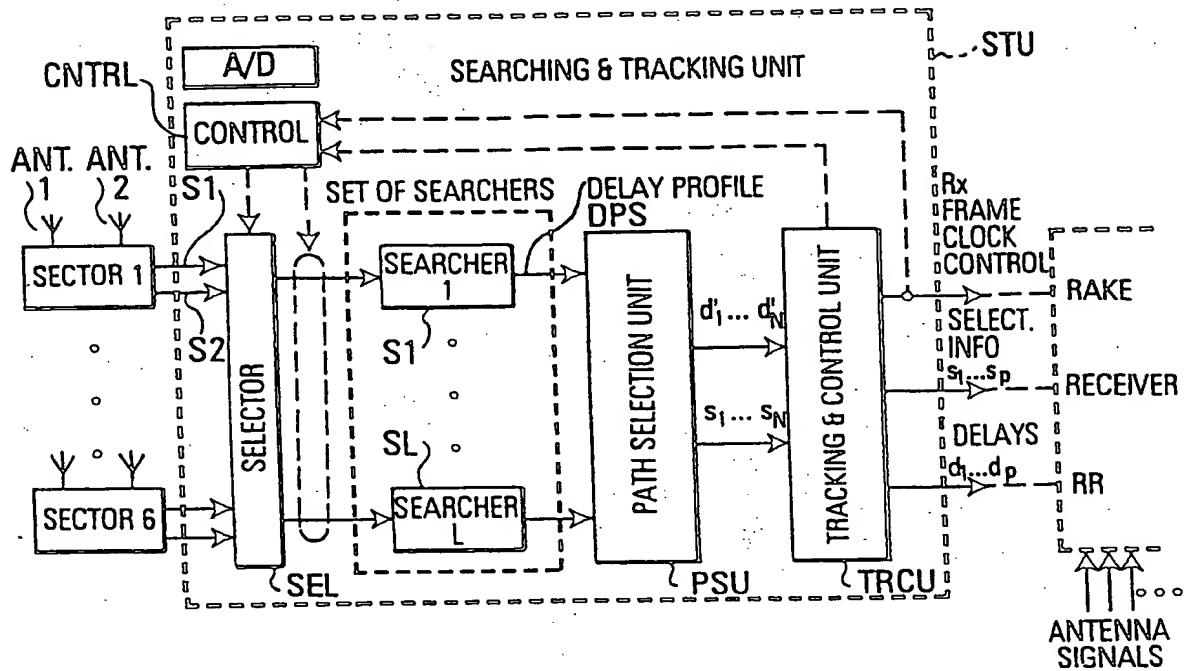 A/D
SEARCHING & TRACKING UNIT
STU
CNTRL
CONTROL
ANT.
1
ANT.
2
S1
SET OF SEARCHERS
DELAY PROFILE
DPS
Rx
FRAME
CLOCK
CONTROL
SECTOR 1
S2
SELECTOR
SEARCHER
1
S1
PATH SELECTION UNIT
d'1 ... d'N
s1 ... sN
TRACKING & CONTROL UNIT
RAKE
SELECT.
INFO
s1...sp
RECEIVER
DELAYS
d1...dp
RR
SL
SECTOR 6
SEARCHER
L
SEL
PSU
TRCU
ANTENNA
SIGNALS